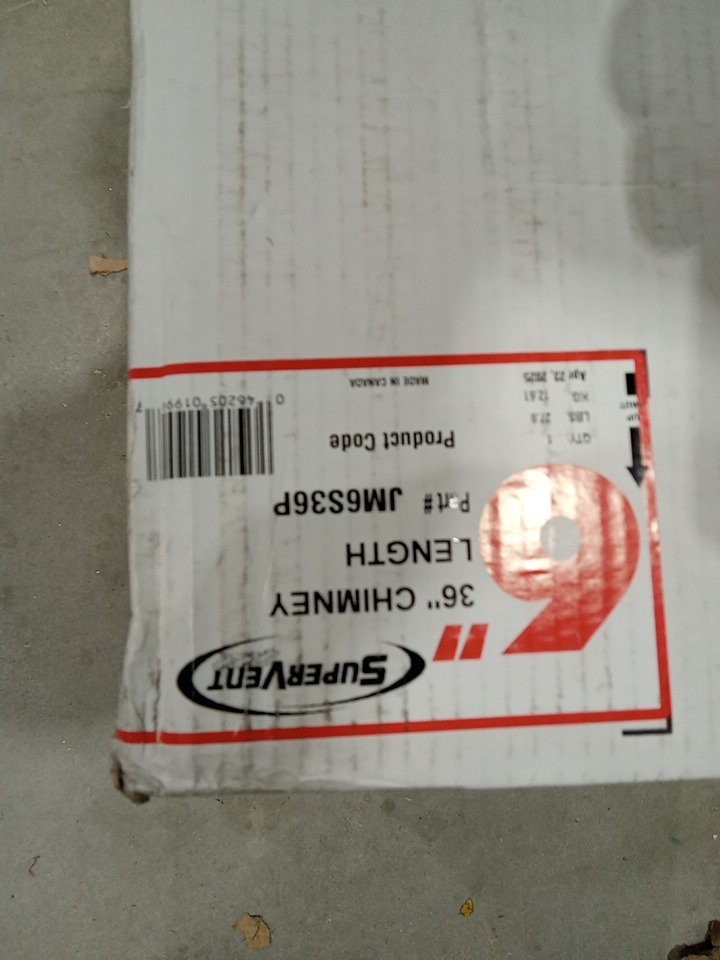 6"
SUPERVENT
36" CHIMNEY
LENGTH
Part# JM6S36P
Product Code
QTY: 1
LBS. 27.8
KG 12.61
Apr 23, 2025
MADE IN CANADA
UP